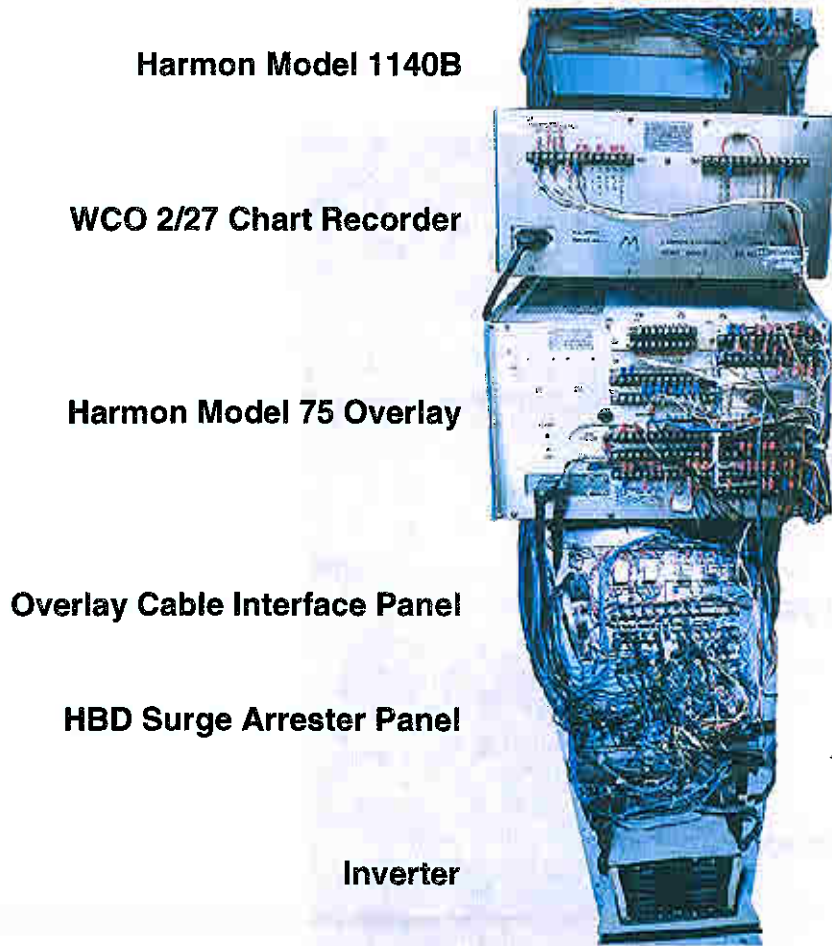 Harmon Model 1140B
WCO 2/27 Chart Recorder
Harmon Model 75 Overlay
Overlay Cable Interface Panel
HBD Surge Arrester Panel
Inverter